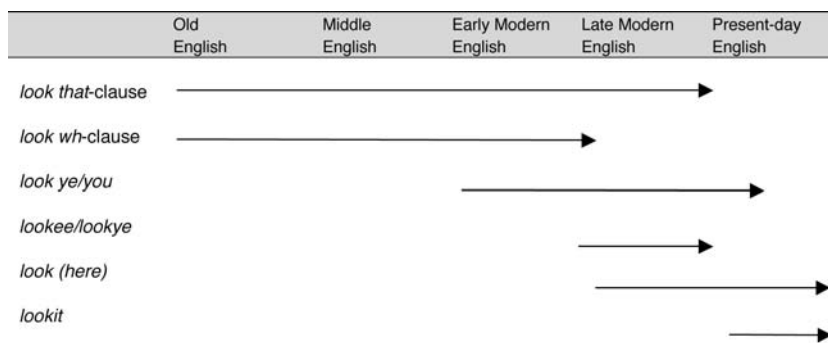 Old English Middle English Early Modern English Late Modern English Present-day English
look that-clause
look wh-clause
look ye/you
lookee/lookye
look (here)
lookit